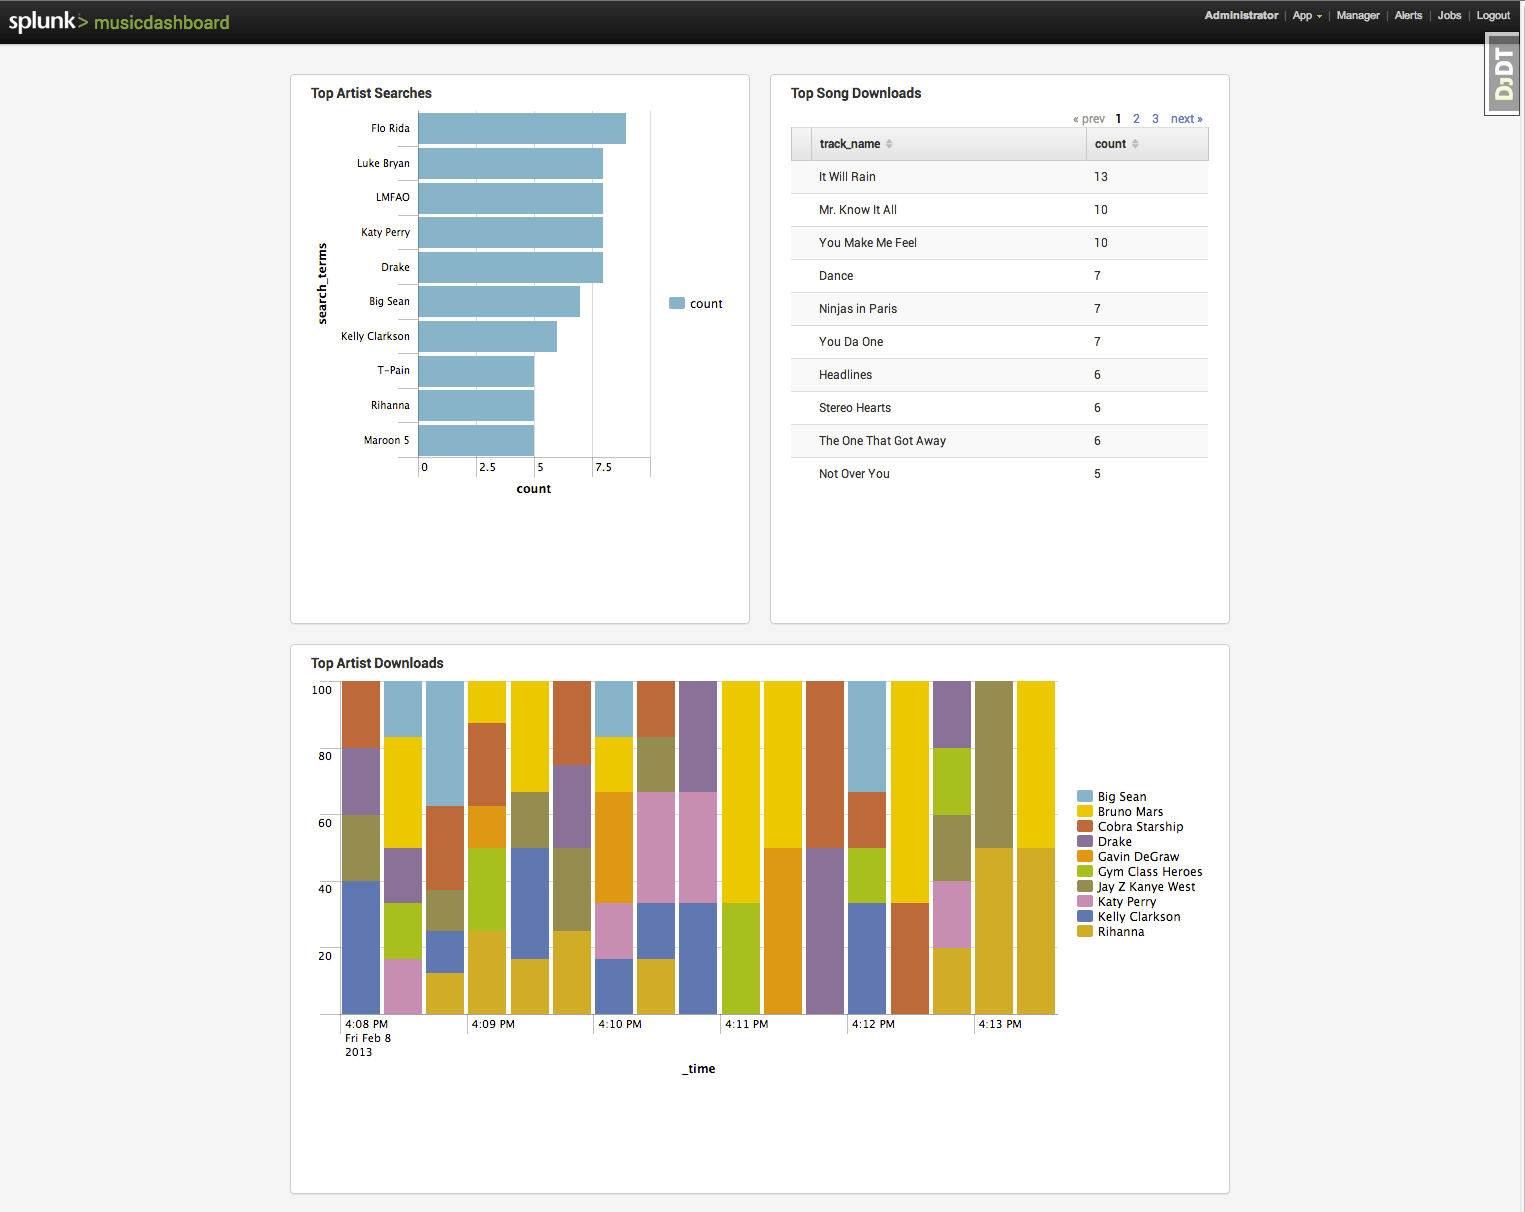 splunk> musicdashboard
Administrator | App | Manager | Alerts | Jobs | Logout
DjDT
Top Artist Searches
search_terms
Flo Rida
Luke Bryan
LMFAO
Katy Perry
Drake
Big Sean
Kelly Clarkson
T-Pain
Rihanna
Maroon 5
0 2.5 5 7.5
count
count
Top Song Downloads
« prev 1 2 3 next »
track_name count
It Will Rain 13
Mr. Know It All 10
You Make Me Feel 10
Dance 7
Ninjas in Paris 7
You Da One 7
Headlines 6
Stereo Hearts 6
The One That Got Away 6
Not Over You 5
Top Artist Downloads
100
80
60
40
20
4:08 PM 4:09 PM 4:10 PM 4:11 PM 4:12 PM 4:13 PM
Fri Feb 8
2013
_time
Big Sean
Bruno Mars
Cobra Starship
Drake
Gavin DeGraw
Gym Class Heroes
Jay Z Kanye West
Katy Perry
Kelly Clarkson
Rihanna